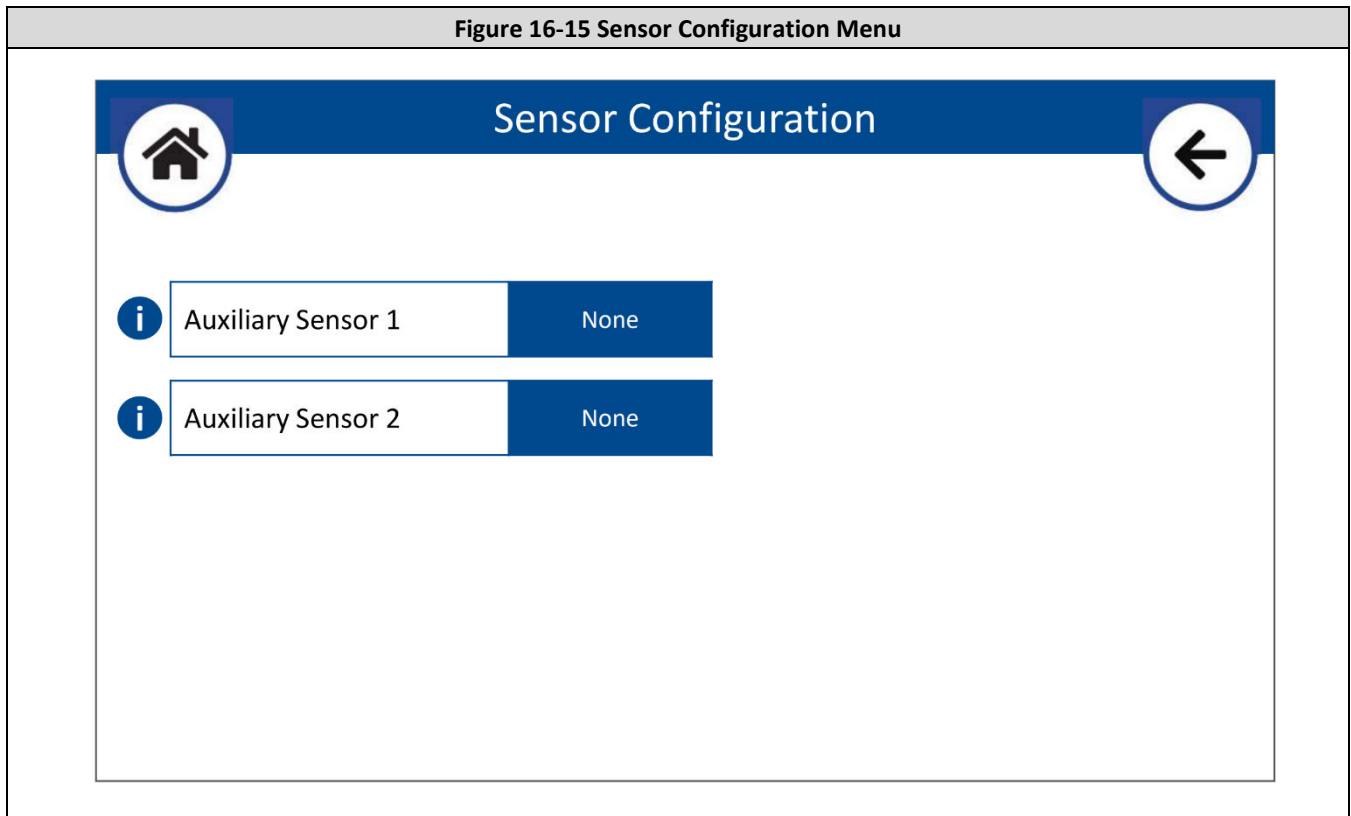 Figure 16-15 Sensor Configuration Menu
Sensor Configuration
i Auxiliary Sensor 1 None
i Auxiliary Sensor 2 None